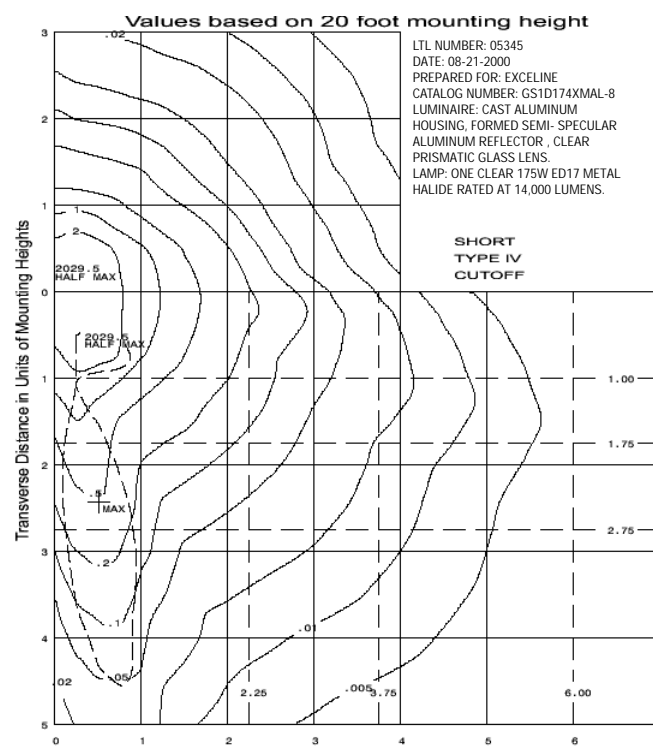 Values based on 20 foot mounting height
LTL NUMBER: 05345
DATE: 08-21-2000
PREPARED FOR: EXCELINE
CATALOG NUMBER: GS1D174XMAL-8
LUMINAIRE: CAST ALUMINUM
HOUSING, FORMED SEMI- SPECULAR
ALUMINUM REFLECTOR , CLEAR
PRISMATIC GLASS LENS.
LAMP: ONE CLEAR 175W ED17 METAL
HALIDE RATED AT 14,000 LUMENS.
SHORT
TYPE IV
CUTOFF
Transverse Distance in Units of Mounting Heights
3
.02
2
1
1
2
2029.5
HALF MAX
0
2029.5
HALF MAX
1
1.00
1.75
2
.5
MAX
2.75
3
.2
.1
4
.01
.05
.02
.005
2.25
3.75
6.00
5
0
1
2
3
4
5
6
7